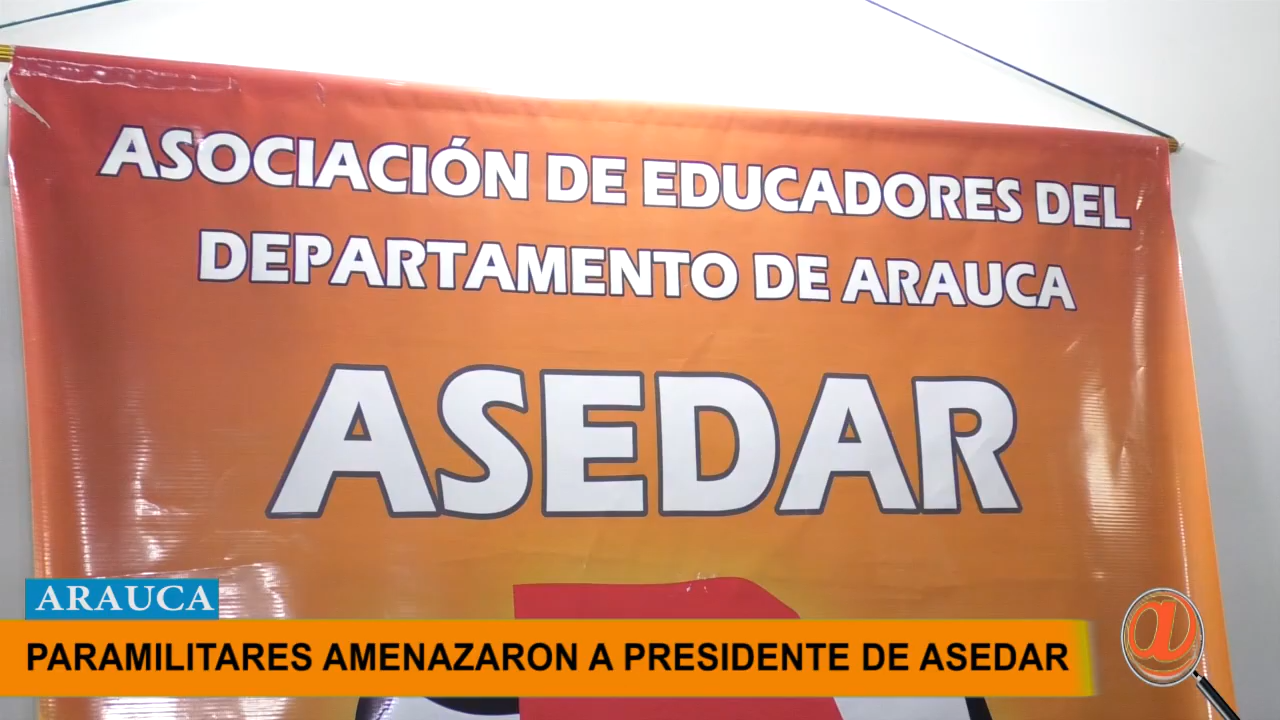 ASOCIACIÓN DE EDUCADORES DEL
DEPARTAMENTO DE ARAUCA
ASEDAR
ARAUCA
PARAMILITARES AMENAZARON A PRESIDENTE DE ASEDAR
@